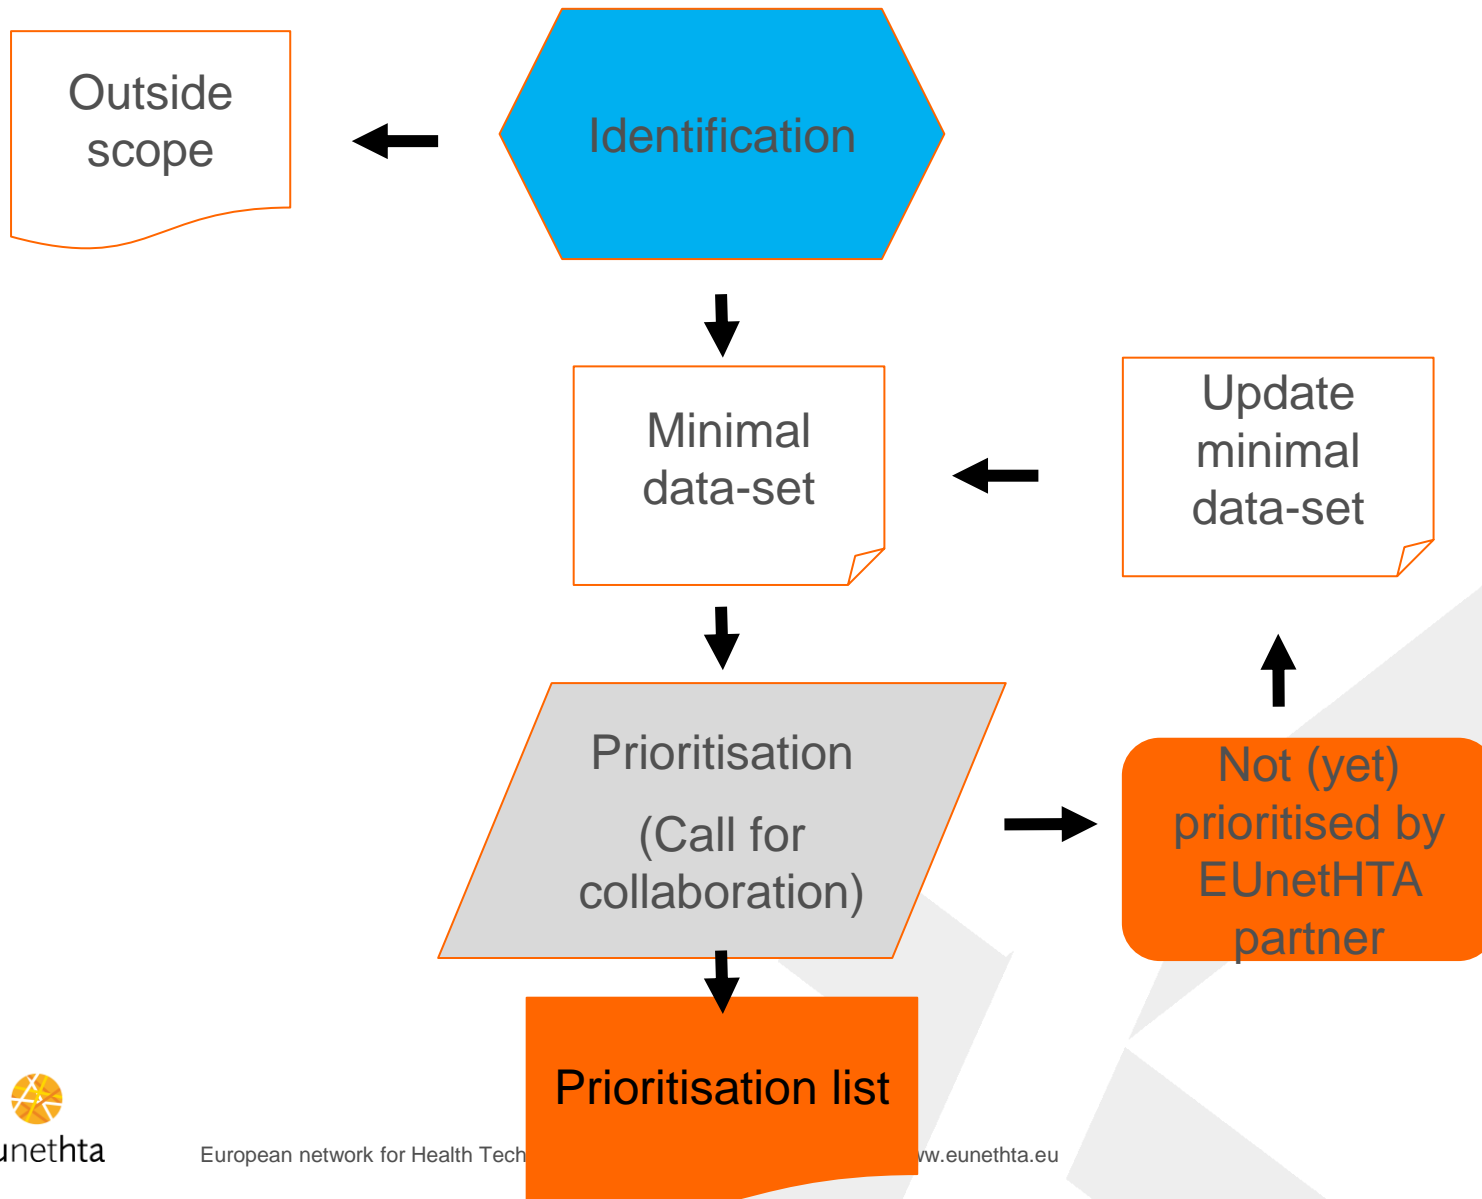 Outside
scope
Identification
Minimal
data-set
Update
minimal
data-set
Prioritisation
(Call for
collaboration)
Not (yet)
prioritised by
EUnetHTA
partner
Prioritisation list
unethta
European network for Health Tech
w.eunethta.eu